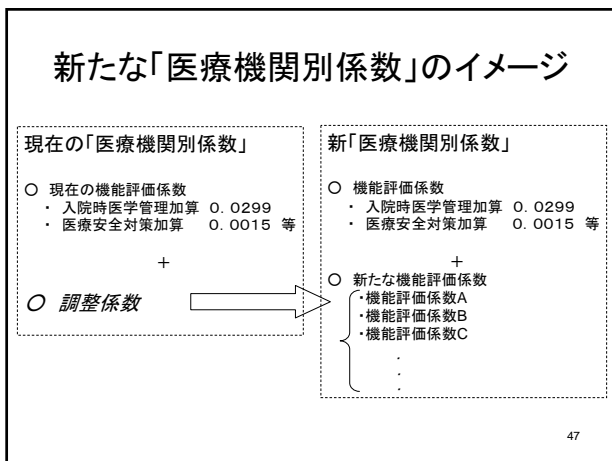 新たな「医療機関別係数」のイメージ
現在の「医療機関別係数」
○ 現在の機能評価係数
・ 入院時医学管理加算 ０．０２９９
・ 医療安全対策加算 ０．００１５ 等
＋
○ 調整係数
新「医療機関別係数」
○ 機能評価係数
・ 入院時医学管理加算 ０．０２９９
・ 医療安全対策加算 ０．００１５ 等
＋
○ 新たな機能評価係数
・機能評価係数A
・機能評価係数B
・機能評価係数C
．
．
．
47